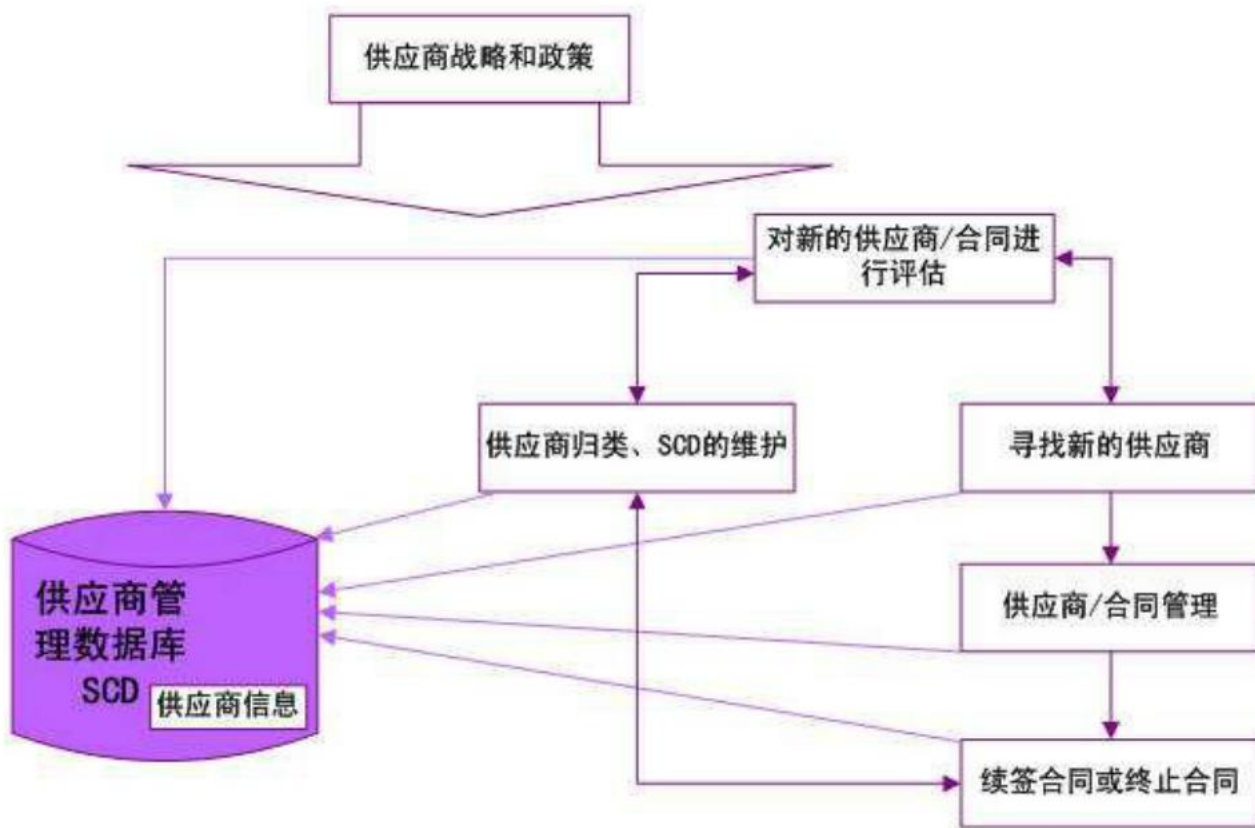 供应商战略和政策
对新的供应商/合同进
行评估
供应商归类、SCD的维护
寻找新的供应商
供应商管
理数据库
SCD
供应商信息
供应商/合同管理
续签合同或终止合同